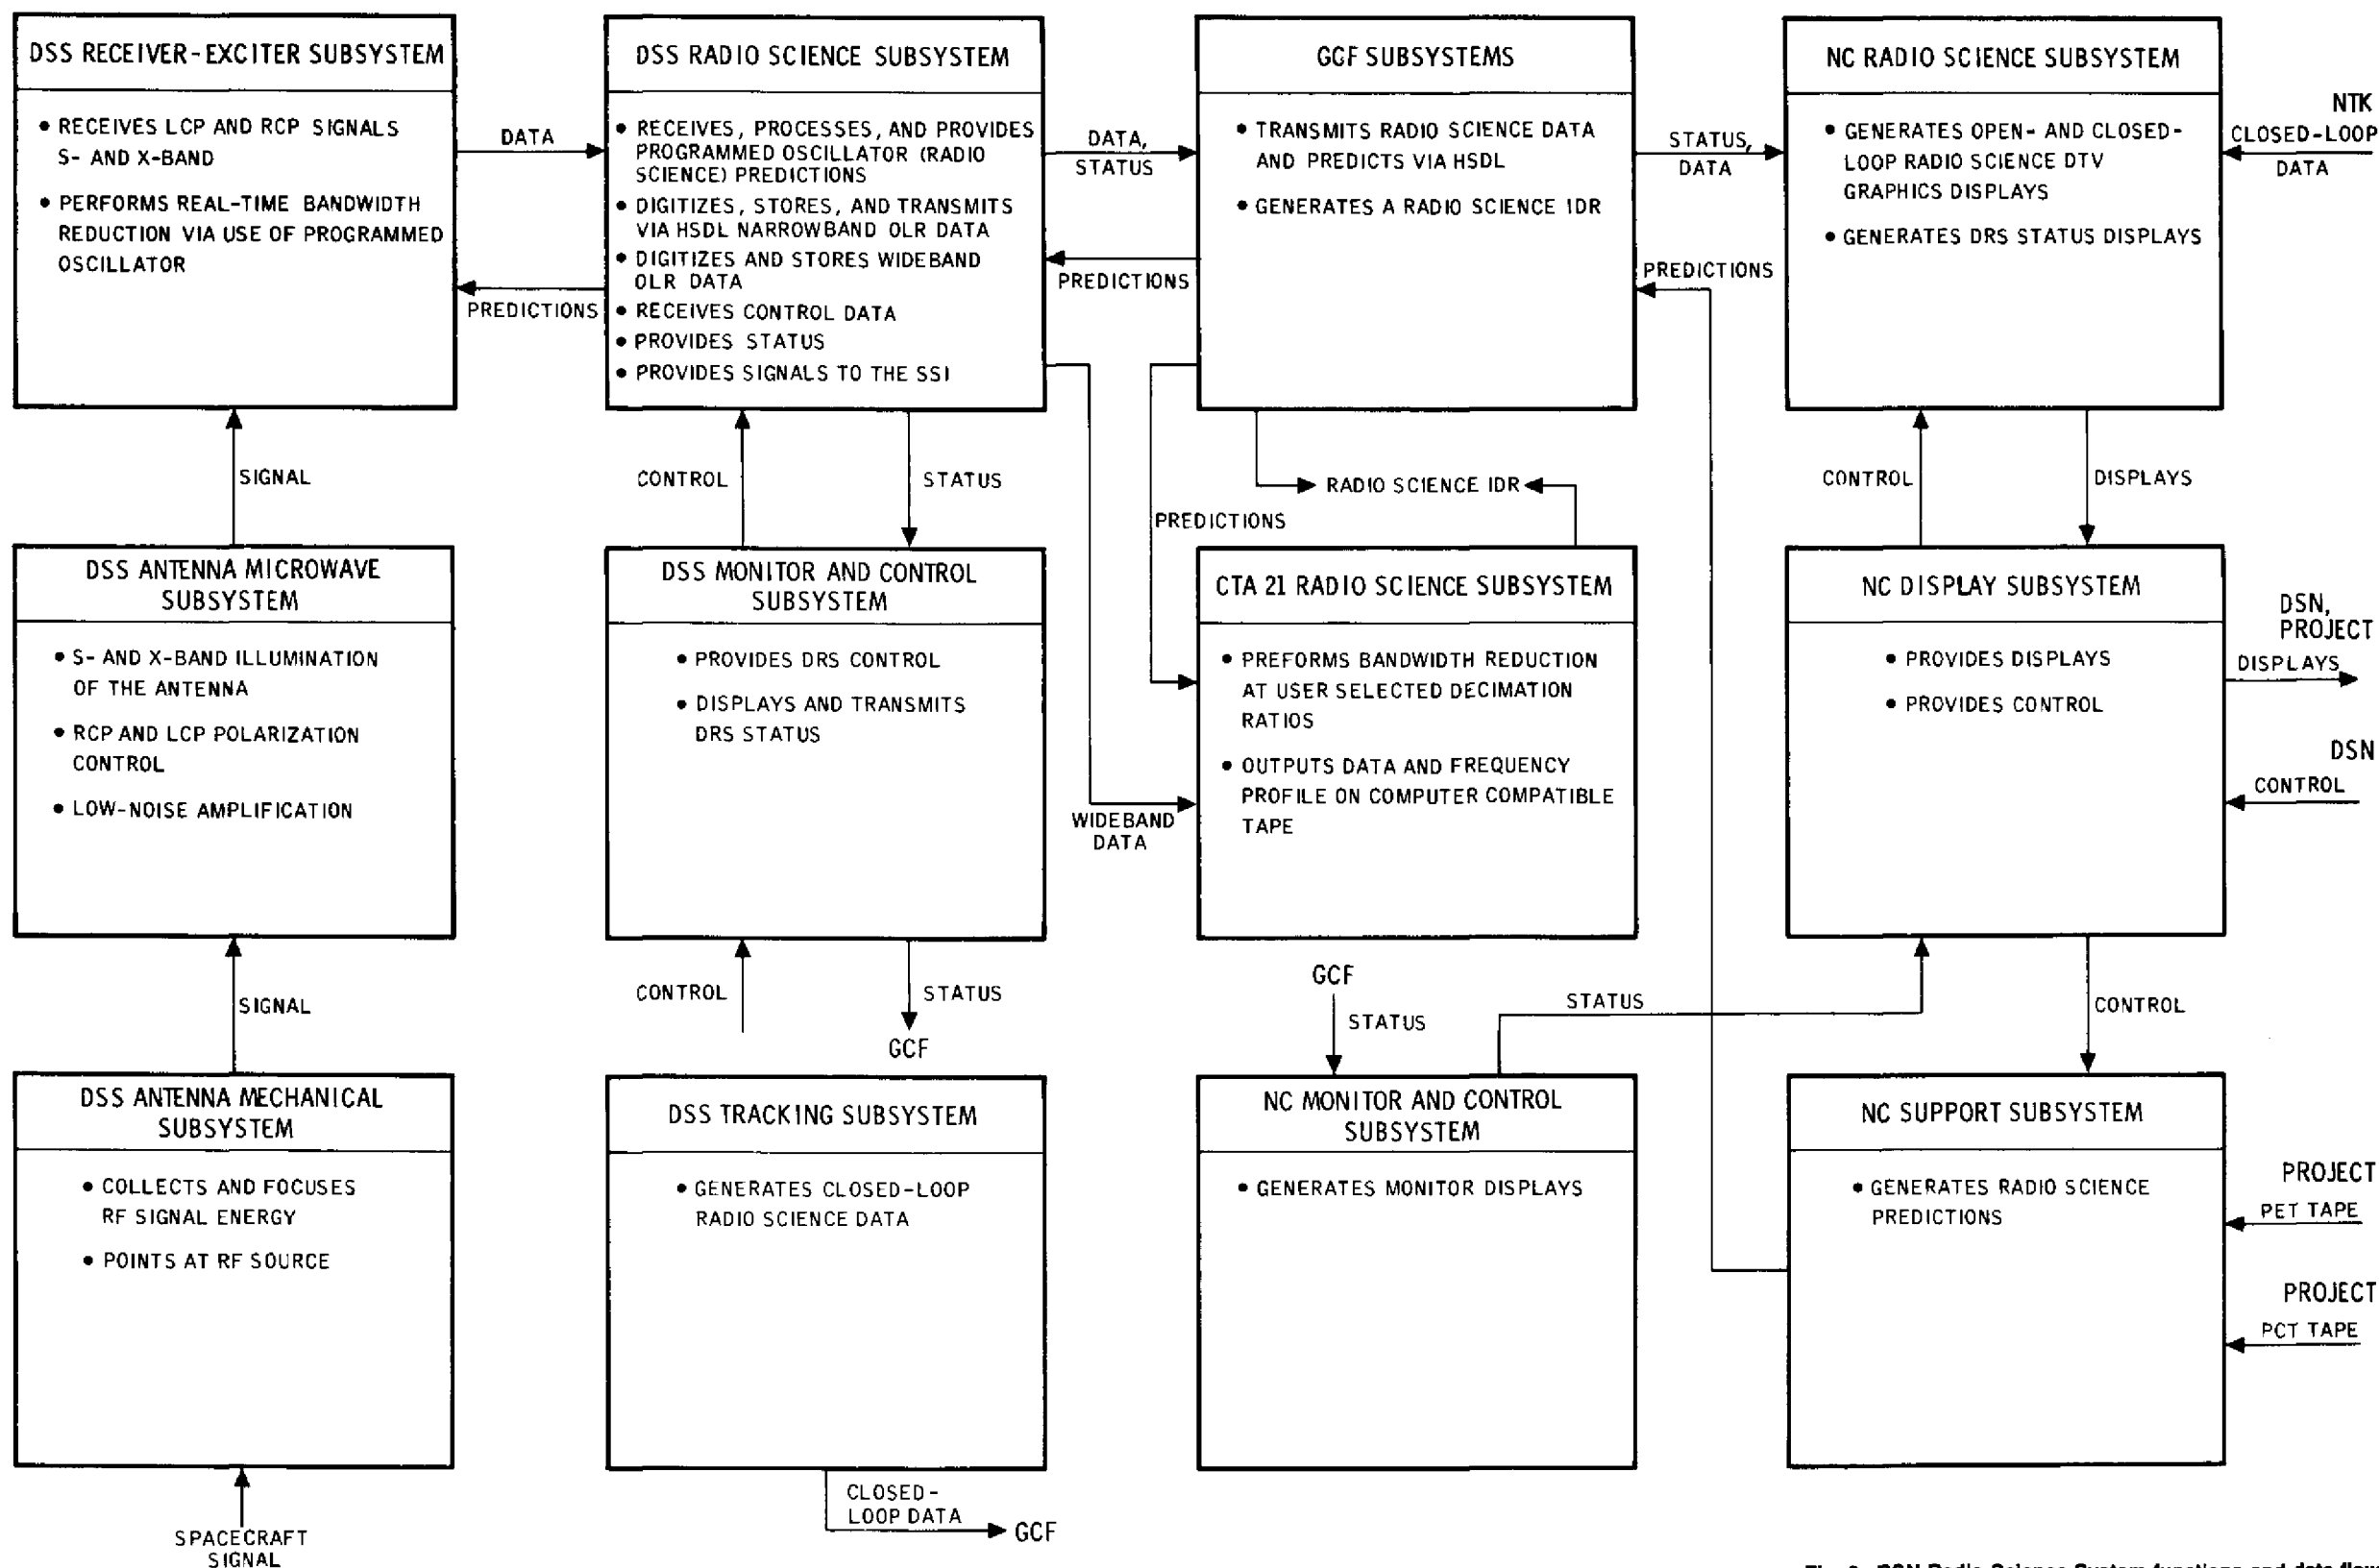 DSS RECEIVER-EXCITER SUBSYSTEM
• RECEIVES LCP AND RCP SIGNALS
S- AND X-BAND
• PERFORMS REAL-TIME BANDWIDTH
REDUCTION VIA USE OF PROGRAMMED
OSCILLATOR
DATA
PREDICTIONS
DSS RADIO SCIENCE SUBSYSTEM
• RECEIVES, PROCESSES, AND PROVIDES
PROGRAMMED OSCILLATOR (RADIO
SCIENCE) PREDICTIONS
• DIGITIZES, STORES, AND TRANSMITS
VIA HSDL NARROWBAND OLR DATA
• DIGITIZES AND STORES WIDEBAND
OLR DATA
• RECEIVES CONTROL DATA
• PROVIDES STATUS
• PROVIDES SIGNALS TO THE SSI
DATA,
STATUS
PREDICTIONS
GCF SUBSYSTEMS
• TRANSMITS RADIO SCIENCE DATA
AND PREDICTS VIA HSDL
• GENERATES A RADIO SCIENCE IDR
STATUS,
DATA
PREDICTIONS
NC RADIO SCIENCE SUBSYSTEM
• GENERATES OPEN- AND CLOSED-
LOOP RADIO SCIENCE DTV
GRAPHICS DISPLAYS
• GENERATES DRS STATUS DISPLAYS
NTK
CLOSED-LOOP
DATA
SIGNAL
CONTROL
STATUS
RADIO SCIENCE IDR
PREDICTIONS
CONTROL
DISPLAYS
DSS ANTENNA MICROWAVE
SUBSYSTEM
• S- AND X-BAND ILLUMINATION
OF THE ANTENNA
• RCP AND LCP POLARIZATION
CONTROL
• LOW-NOISE AMPLIFICATION
DSS MONITOR AND CONTROL
SUBSYSTEM
• PROVIDES DRS CONTROL
• DISPLAYS AND TRANSMITS
DRS STATUS
WIDEBAND
DATA
CTA 21 RADIO SCIENCE SUBSYSTEM
• PREFORMS BANDWIDTH REDUCTION
AT USER SELECTED DECIMATION
RATIOS
• OUTPUTS DATA AND FREQUENCY
PROFILE ON COMPUTER COMPATIBLE
TAPE
NC DISPLAY SUBSYSTEM
• PROVIDES DISPLAYS
• PROVIDES CONTROL
DSN,
PROJECT
DISPLAYS
DSN
CONTROL
SIGNAL
CONTROL
STATUS
GCF
GCF
STATUS
STATUS
CONTROL
DSS ANTENNA MECHANICAL
SUBSYSTEM
• COLLECTS AND FOCUSES
RF SIGNAL ENERGY
• POINTS AT RF SOURCE
DSS TRACKING SUBSYSTEM
• GENERATES CLOSED-LOOP
RADIO SCIENCE DATA
NC MONITOR AND CONTROL
SUBSYSTEM
• GENERATES MONITOR DISPLAYS
NC SUPPORT SUBSYSTEM
• GENERATES RADIO SCIENCE
PREDICTIONS
PROJECT
PET TAPE
PROJECT
PCT TAPE
SPACECRAFT
SIGNAL
CLOSED-
LOOP DATA
GCF
DSN Radio Science System functions and data flow